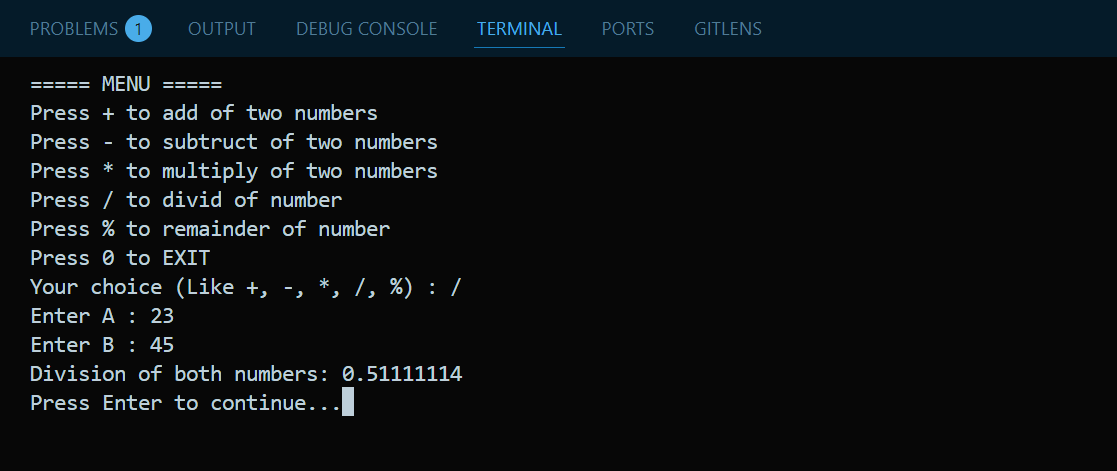 PROBLEMS 1 OUTPUT DEBUG CONSOLE TERMINAL PORTS GITLENS
===== MENU =====
Press + to add of two numbers
Press - to subtruct of two numbers
Press * to multiply of two numbers
Press / to divid of number
Press % to remainder of number
Press 0 to EXIT
Your choice (Like +, -, *, /, %) : /
Enter A : 23
Enter B : 45
Division of both numbers: 0.51111114
Press Enter to continue...